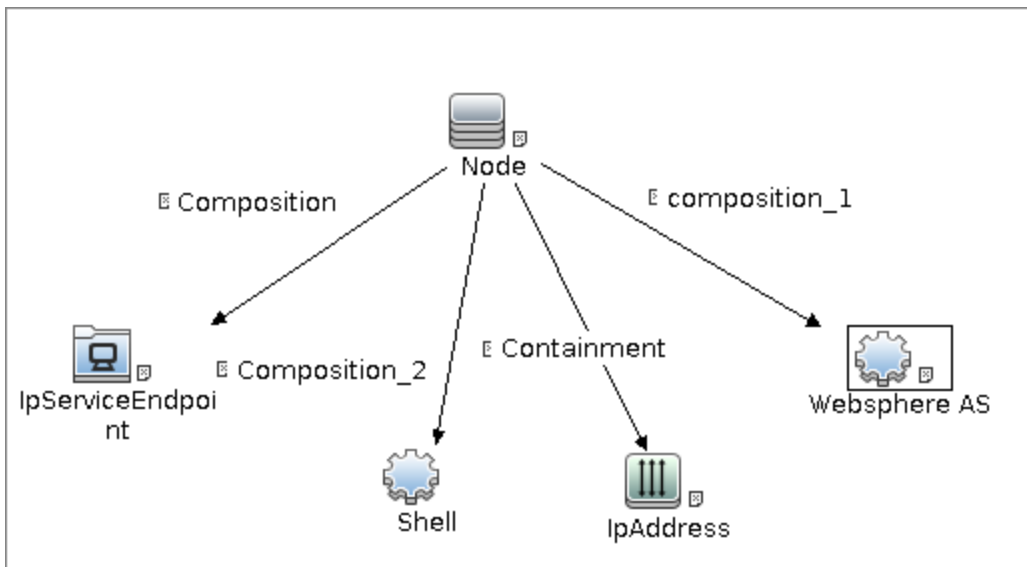 Node
Composition
composition_1
Composition_2
Containment
IpServiceEndpoi
nt
Websphere AS
Shell
IpAddress